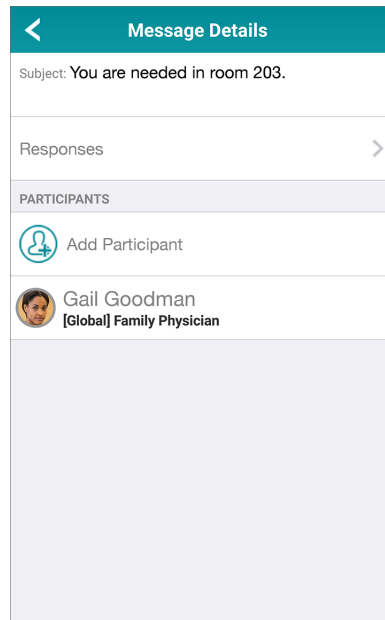 Message Details
Subject: You are needed in room 203.
Responses
PARTICIPANTS
Add Participant
Gail Goodman
[Global] Family Physician